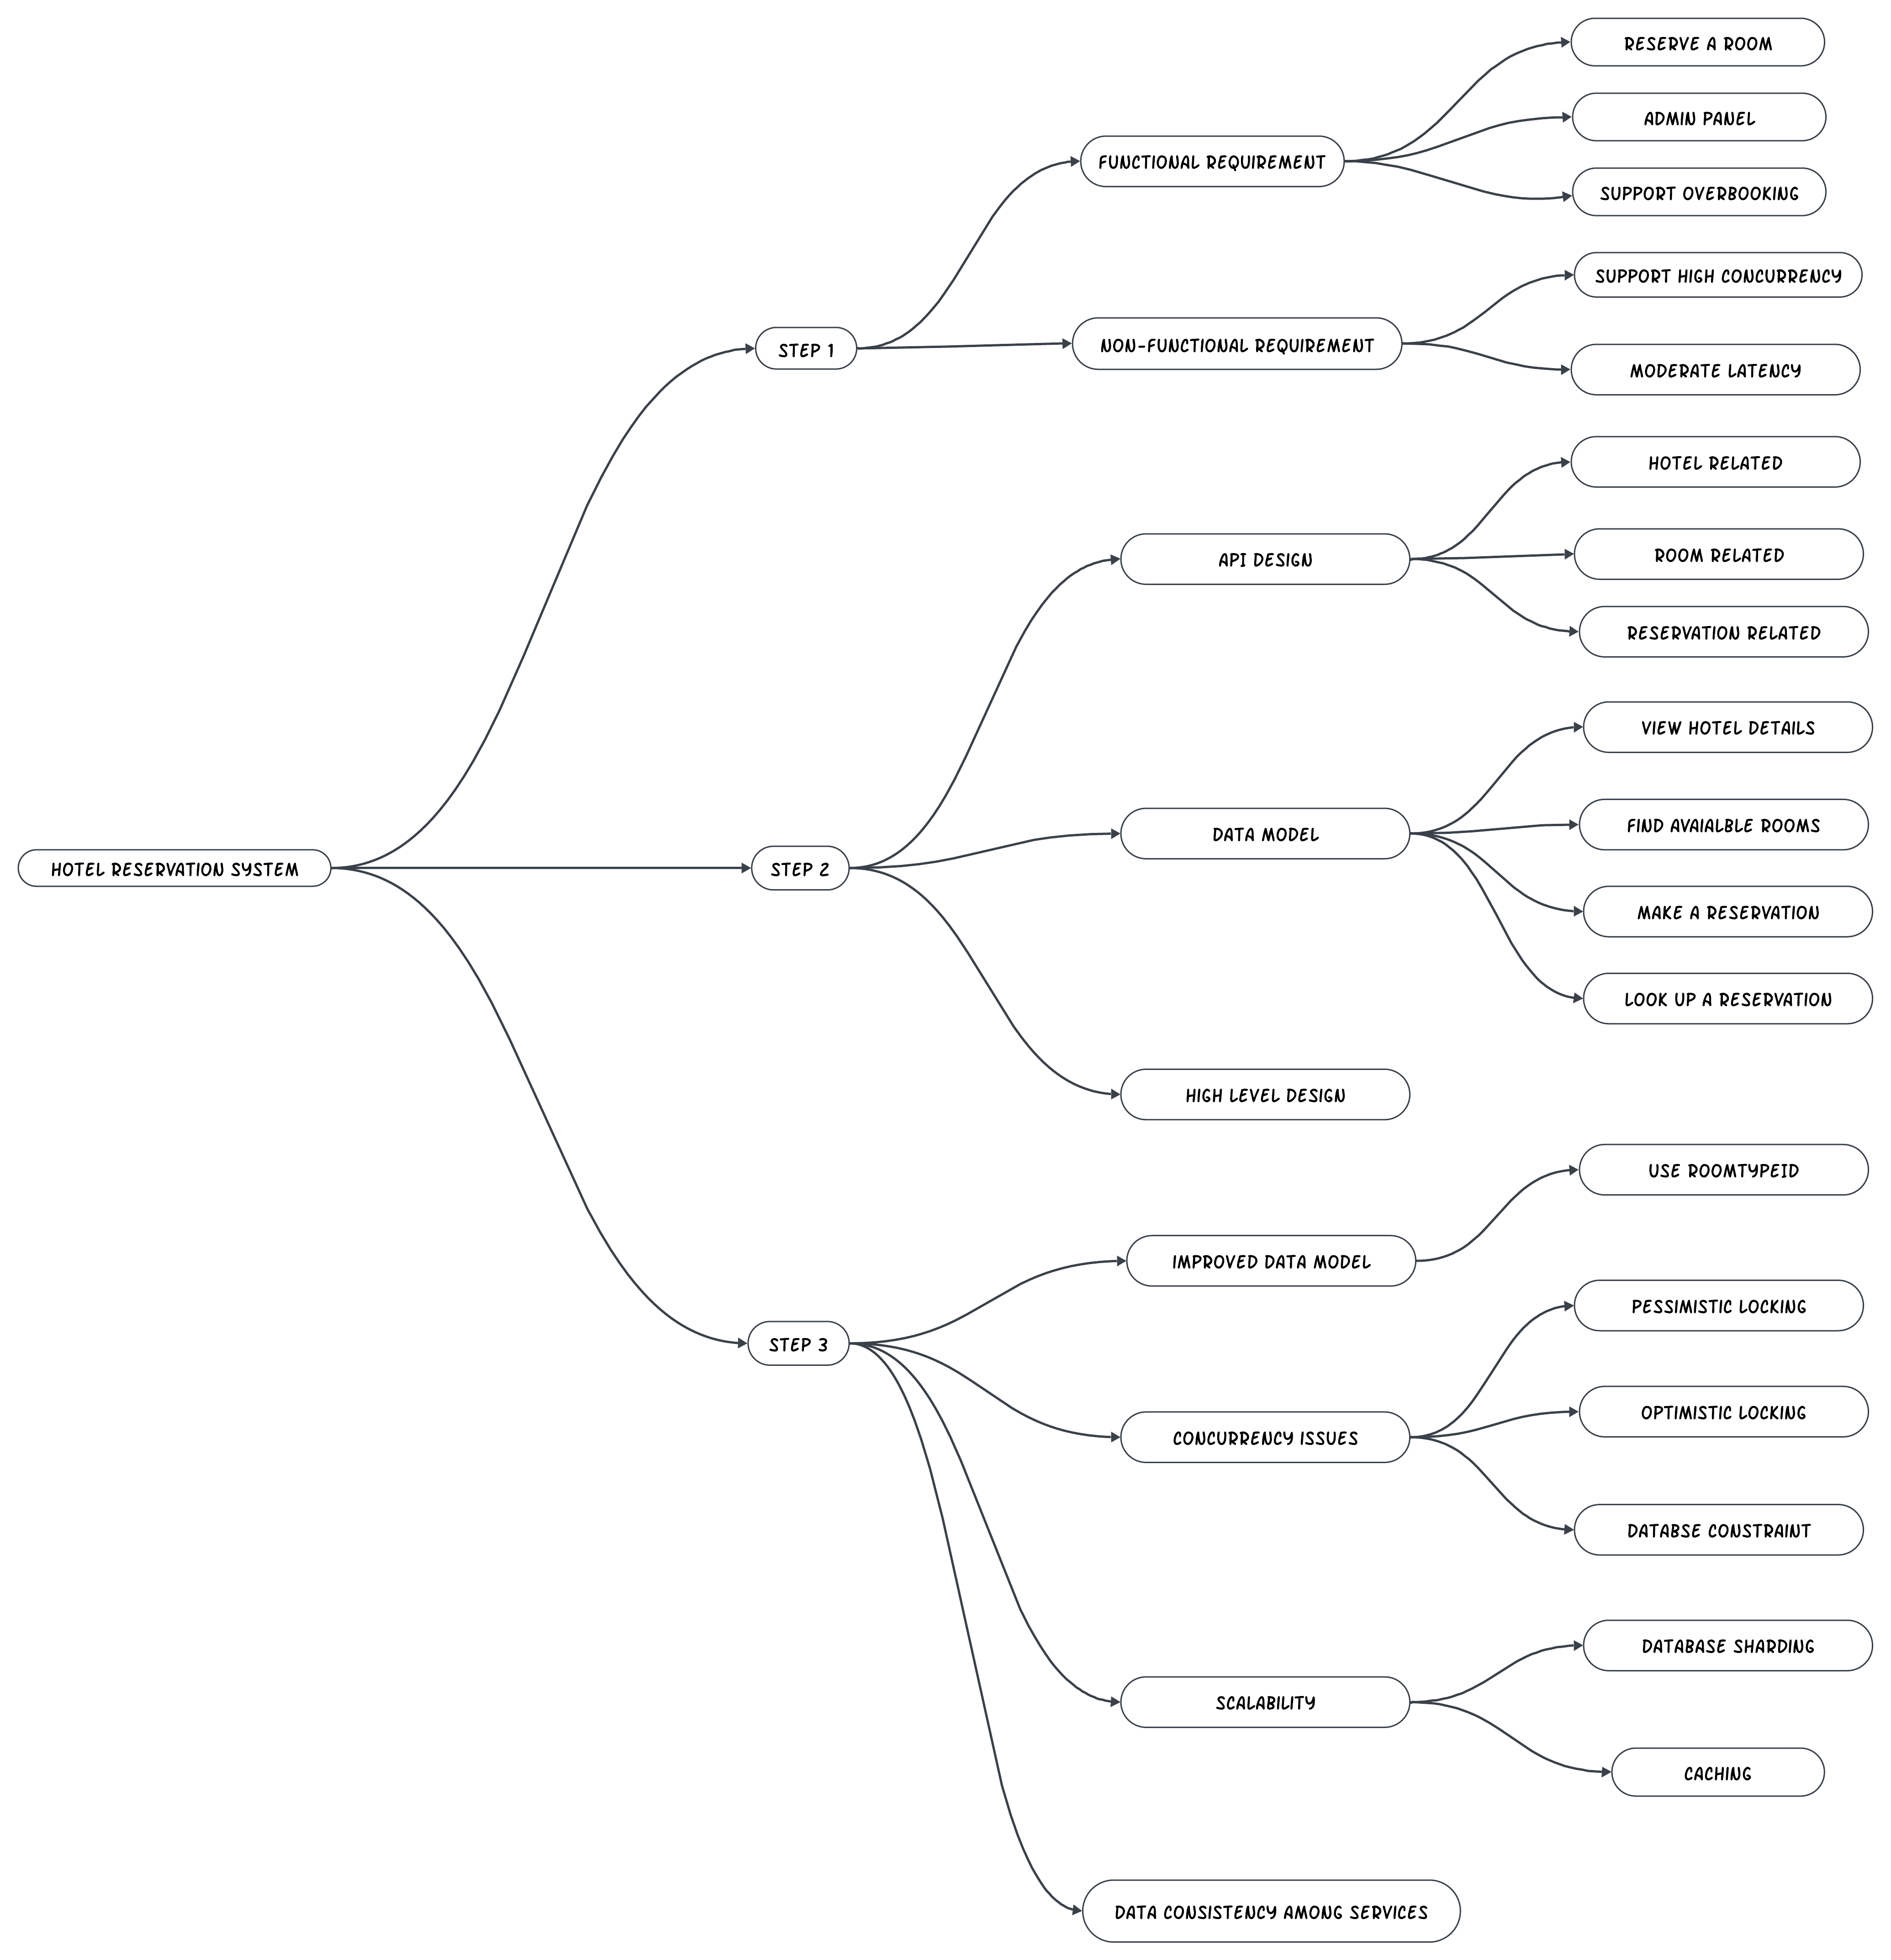 HOTEL RESERVATION SYSTEM
STEP 1
FUNCTIONAL REQUIREMENT
RESERVE A ROOM
ADMIN PANEL
SUPPORT OVERBOOKING
NON-FUNCTIONAL REQUIREMENT
SUPPORT HIGH CONCURRENCY
MODERATE LATENCY
STEP 2
API DESIGN
HOTEL RELATED
ROOM RELATED
RESERVATION RELATED
DATA MODEL
VIEW HOTEL DETAILS
FIND AVAIALBLE ROOMS
MAKE A RESERVATION
LOOK UP A RESERVATION
HIGH LEVEL DESIGN
STEP 3
IMPROVED DATA MODEL
USE ROOMTYPEID
CONCURRENCY ISSUES
PESSIMISTIC LOCKING
OPTIMISTIC LOCKING
DATABSE CONSTRAINT
SCALABILITY
DATABASE SHARDING
CACHING
DATA CONSISTENCY AMONG SERVICES